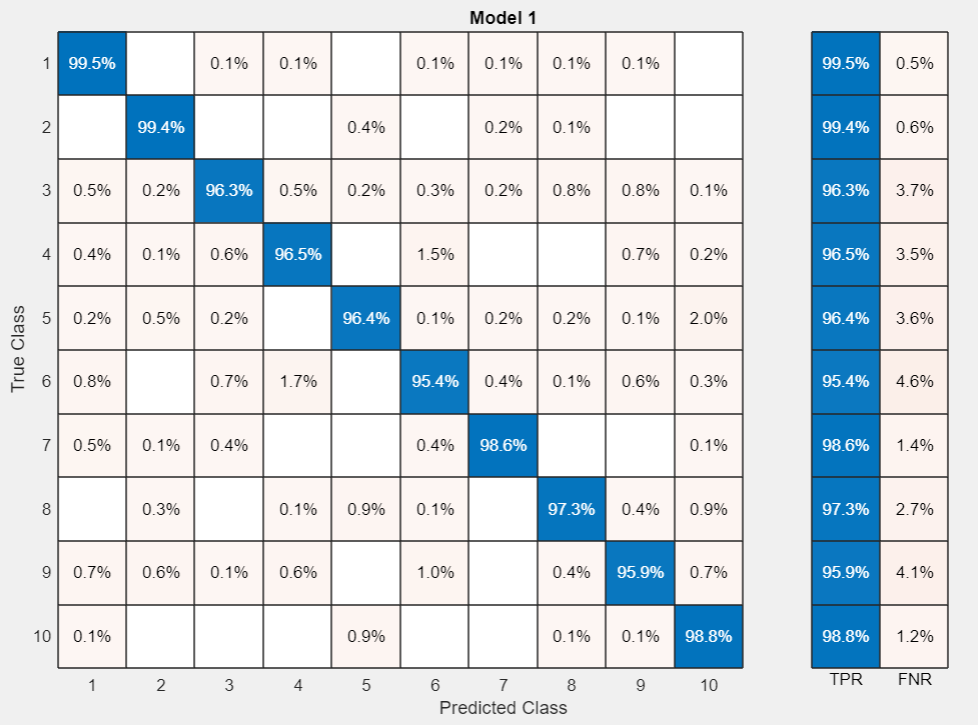 Model 1
1 99.5% 0.1% 0.1% 0.1% 0.1% 0.1% 0.1% 99.5% 0.5%
2 99.4% 0.4% 0.2% 0.1% 99.4% 0.6%
3 0.5% 0.2% 96.3% 0.5% 0.2% 0.3% 0.2% 0.8% 0.8% 0.1% 96.3% 3.7%
4 0.4% 0.1% 0.6% 96.5% 1.5% 0.7% 0.2% 96.5% 3.5%
5 0.2% 0.5% 0.2% 96.4% 0.1% 0.2% 0.2% 0.1% 2.0% 96.4% 3.6%
6 0.8% 0.7% 1.7% 95.4% 0.4% 0.1% 0.6% 0.3% 95.4% 4.6%
7 0.5% 0.1% 0.4% 0.4% 98.6% 0.1% 98.6% 1.4%
8 0.3% 0.1% 0.9% 0.1% 97.3% 0.4% 0.9% 97.3% 2.7%
9 0.7% 0.6% 0.1% 0.6% 1.0% 0.4% 95.9% 0.7% 95.9% 4.1%
10 0.1% 0.9% 0.1% 0.1% 98.8% 98.8% 1.2%
1 2 3 4 5 6 7 8 9 10 TPR FNR
Predicted Class
True Class